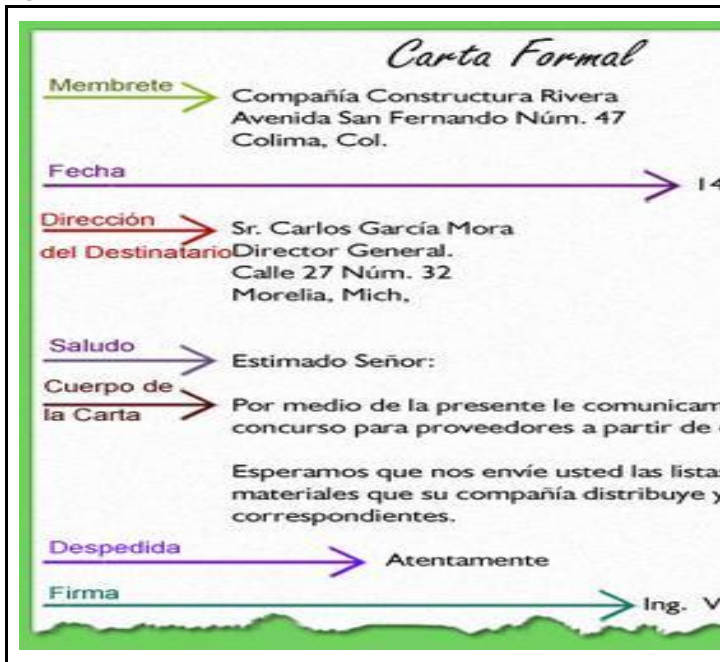 Carta Formal
Membrete
Compañía Constructura Rivera
Avenida San Fernando Núm. 47
Colima, Col.
Fecha
14
Dirección
del Destinatario
Sr. Carlos García Mora
Director General.
Calle 27 Núm. 32
Morelia, Mich,
Saludo
Estimado Señor:
Cuerpo de
la Carta
Por medio de la presente le
concurso para proveedores a partir de
Esperamos que nos envíe usted las listas
materiales que su compañía distribuye y
correspondientes.
Despedida
Atentamente
Firma
Ing.